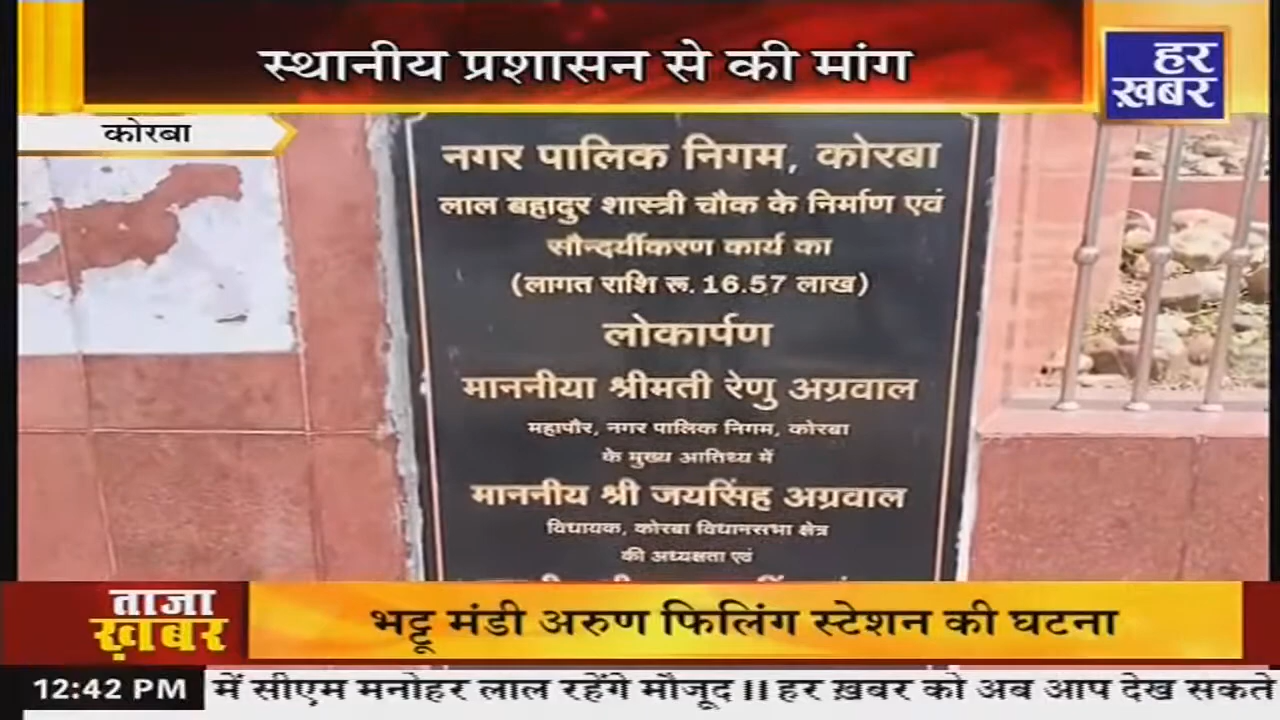 स्थानीय प्रशासन से की मांग
हर
ख़बर
कोरबा
नगर पालिक निगम, कोरबा
लाल बहादुर शास्त्री चौक के निर्माण एवं
सौन्दर्यीकरण कार्य का
(लागत राशि रू. 16.57 लाख)
लोकार्पण
माननीया श्रीमती रेणु अग्रवाल
महापौर, नगर पालिक निगम, कोरबा
के मुख्य आतिथ्य में
माननीय श्री जयसिंह अग्रवाल
विधायक, कोरबा विधानसभा क्षेत्र
की अध्यक्षता एवं
ताजा
ख़बर
भट्टू मंडी अरुण फिलिंग स्टेशन की घटना
12:42 PM
में सीएम मनोहर लाल रहेंगे मौजूद || हर ख़बर को अब आप देख सकते